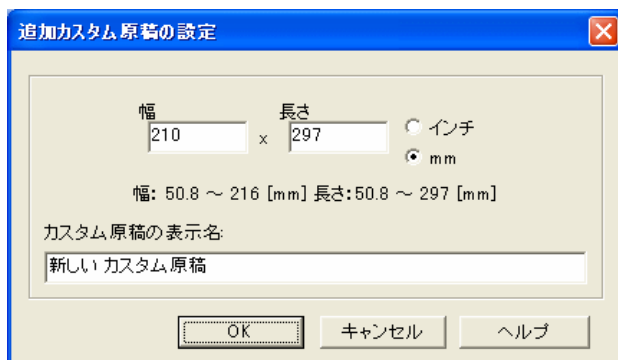 追加カスタム原稿の設定
幅 長さ
210 x 297
インチ
mm
幅: 50.8 ～ 216 [mm] 長さ:50.8 ～ 297 [mm]
カスタム原稿の表示名:
新しいカスタム原稿
OK キャンセル ヘルプ